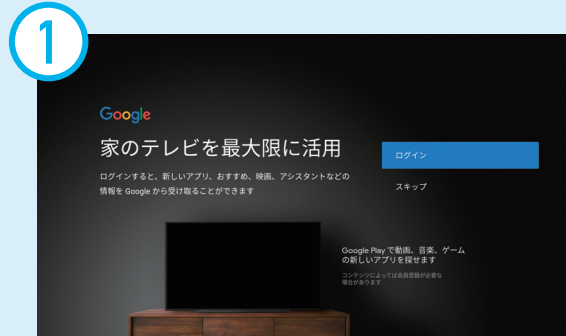 1
Google
家のテレビを最大限に活用
ログインすると、新しいアプリ、おすすめ、映画、アシスタントなどの
情報を Google から受け取ることができます
ログイン
スキップ
Google Play で動画、音楽、ゲーム
の新しいアプリを探せます
コンテンツによっては会員登録が必要な
場合があります